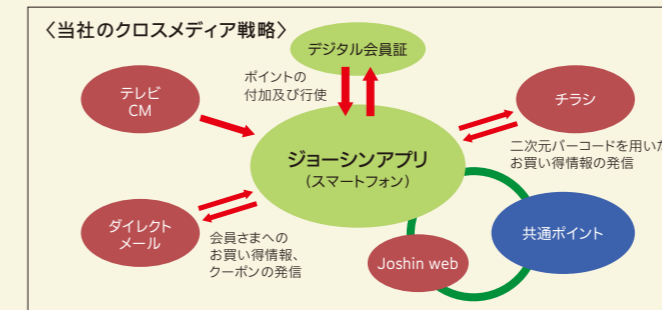 〈当社のクロスメディア戦略〉
デジタル会員証
ポイントの
付加及び行使
テレビ
CM
チラシ
ジョーシンアプリ
（スマートフォン）
二次元バーコードを用いた
お買い得情報の発信
ダイレクト
メール
会員さまへの
お買い得情報、
クーポンの発信
Joshin web
共通ポイント